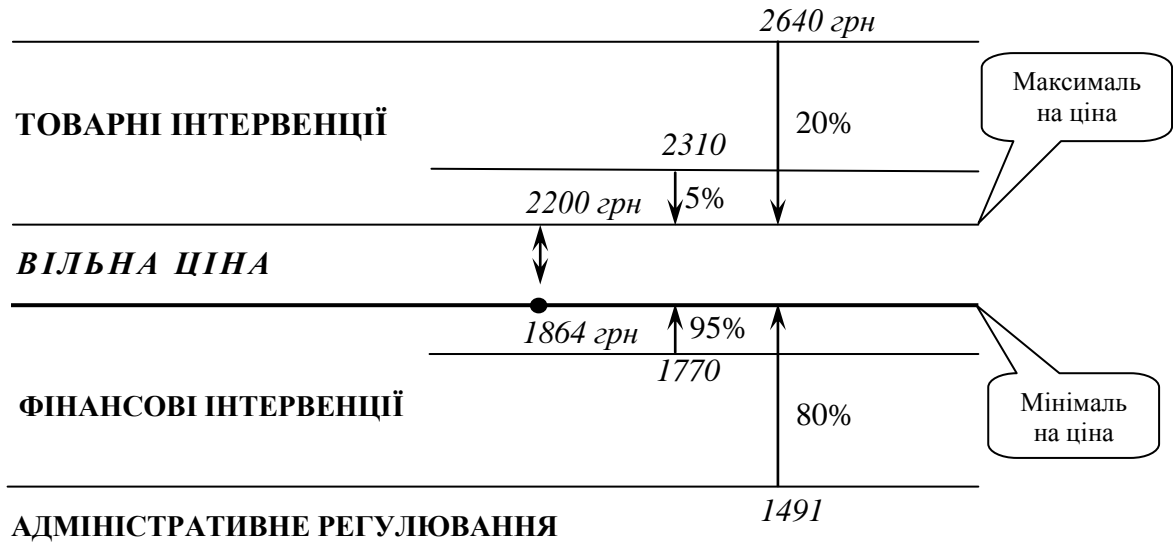 2640 грн
Максималь
на ціна
ТОВАРНІ ІНТЕРВЕНЦІЇ
20%
2310
2200 грн
5%
ВІЛЬНА ЦІНА
1864 грн
95%
1770
ФІНАНСОВІ ІНТЕРВЕНЦІЇ
80%
Мінімаль
на ціна
1491
АДМІНІСТРАТИВНЕ РЕГУЛЮВАННЯ